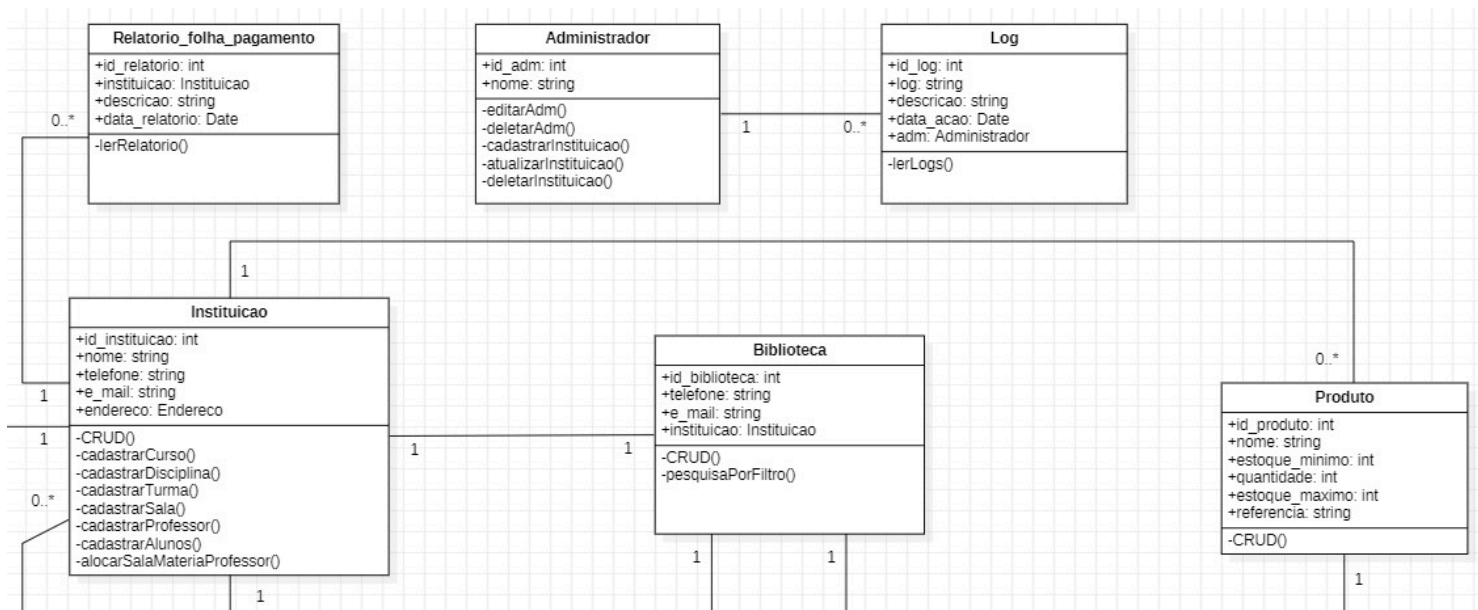 Relatorio_folha_pagamento
+id_relatorio: int
+instituicao: Instituicao
+descricao: string
+data_relatorio: Date
-lerRelatorio()
0..*
Administrador
+id_adm: int
+nome: string
-editarAdm()
-deletarAdm()
-cadastrarInstituicao()
-atualizarInstituicao()
-deletarInstituicao()
1
0..*
Log
+id_log: int
+log: string
+descricao: string
+data_acao: Date
+adm: Administrador
-lerLogs()
1
Instituicao
+id_instituicao: int
+nome: string
+telefone: string
+e_mail: string
+endereco: Endereco
-CRUD()
-cadastrarCurso()
-cadastrarDisciplina()
-cadastrarTurma()
-cadastrarSala()
-cadastrarProfessor()
-cadastrarAlunos()
-alocarSalaMateriaProfessor()
1
1
0..*
1
1
1
Biblioteca
+id_biblioteca: int
+telefone: string
+e_mail: string
+instituicao: Instituicao
-CRUD()
-pesquisaPorFiltro()
1
1
0..*
Produto
+id_produto: int
+nome: string
+estoque_minimo: int
+quantidade: int
+estoque_maximo: int
+referencia: string
-CRUD()
1